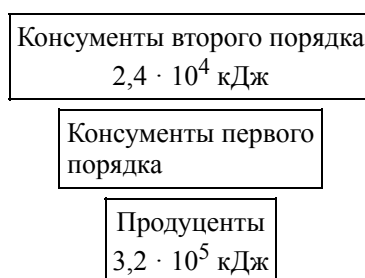 Консументы второго порядка
2,4 · 10⁴ кДж
Консументы первого
порядка
Продуценты
3,2 · 10⁵ кДж